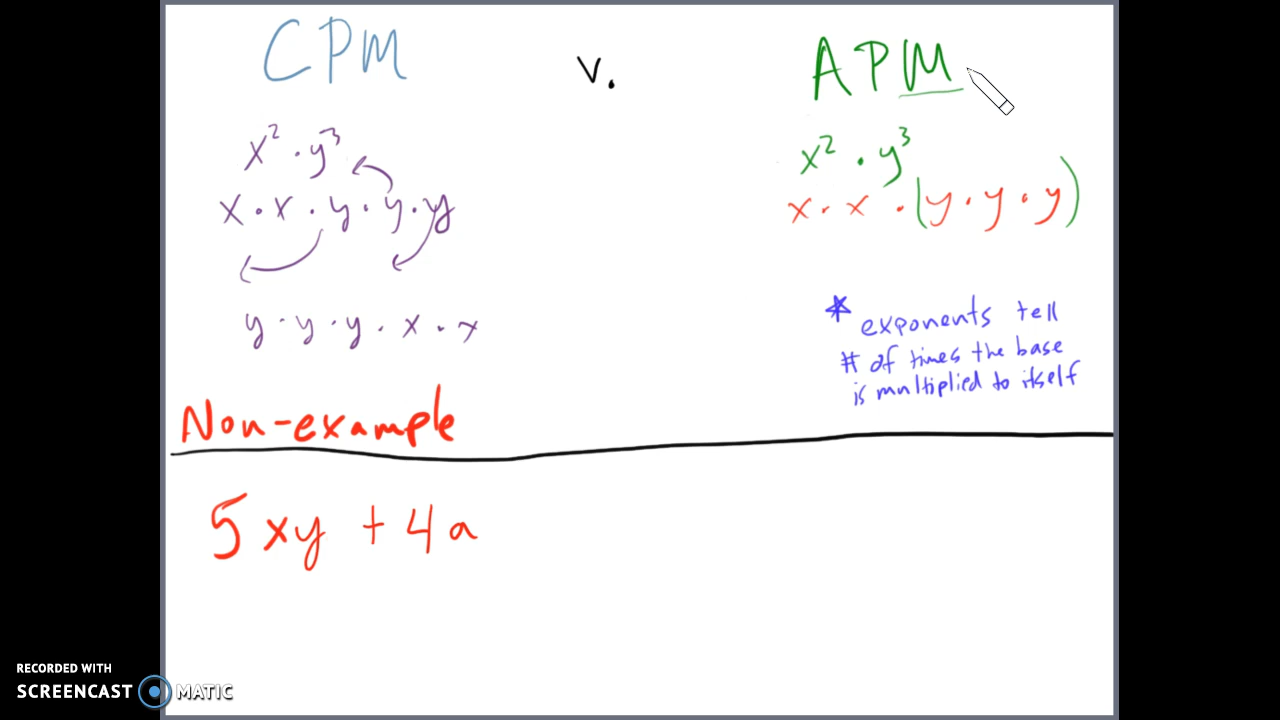 CPM
v.
APM
x² · y³
x · x · y · y · y
y · y · y · x · x
x² · y³
x · x · (y · y · y)
* exponents tell
# of times the base
is multiplied to itself
Non-example
5xy + 4a
RECORDED WITH
SCREENCAST MATIC